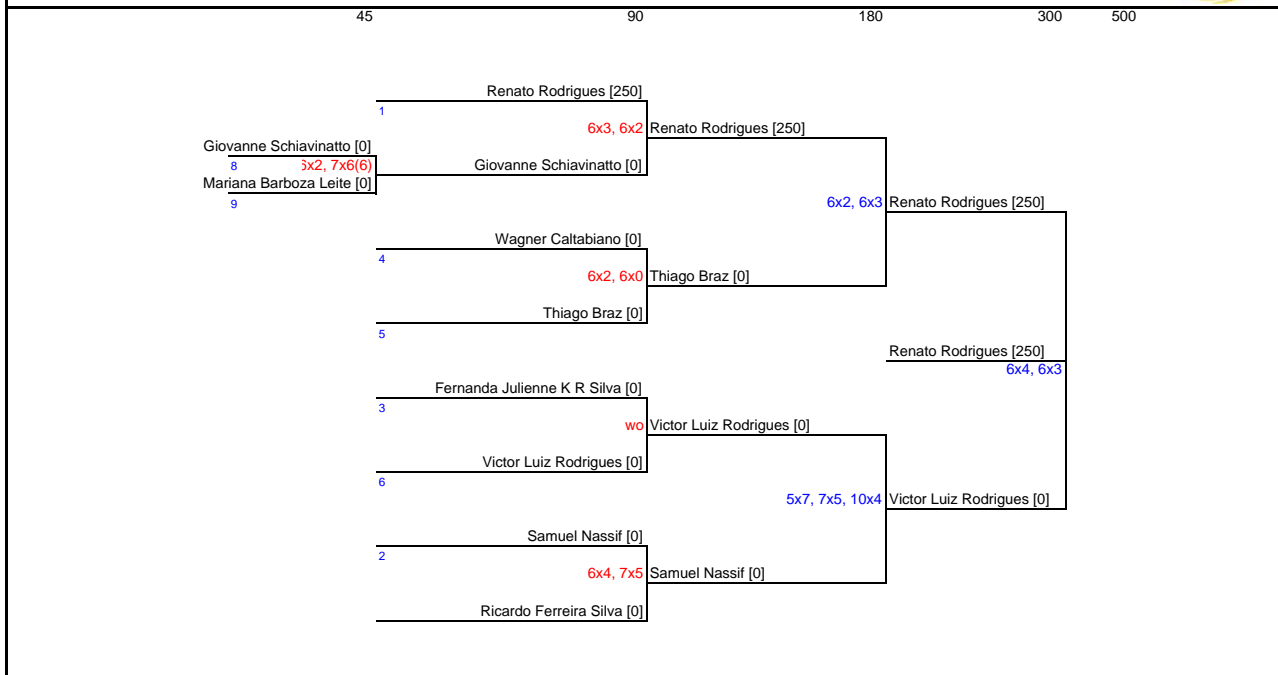 45 90 180 300 500
Renato Rodrigues [250]
1
6x3, 6x2 Renato Rodrigues [250]
Giovanne Schiavinatto [0]
8 6x2, 7x6(6) Giovanne Schiavinatto [0]
Mariana Barboza Leite [0]
9
6x2, 6x3 Renato Rodrigues [250]
Wagner Caltabiano [0]
4
6x2, 6x0 Thiago Braz [0]
Thiago Braz [0]
5
Renato Rodrigues [250]
6x4, 6x3
Fernanda Julienne K R Silva [0]
3
wo Victor Luiz Rodrigues [0]
Victor Luiz Rodrigues [0]
6
5x7, 7x5, 10x4 Victor Luiz Rodrigues [0]
Samuel Nassif [0]
2
6x4, 7x5 Samuel Nassif [0]
Ricardo Ferreira Silva [0]